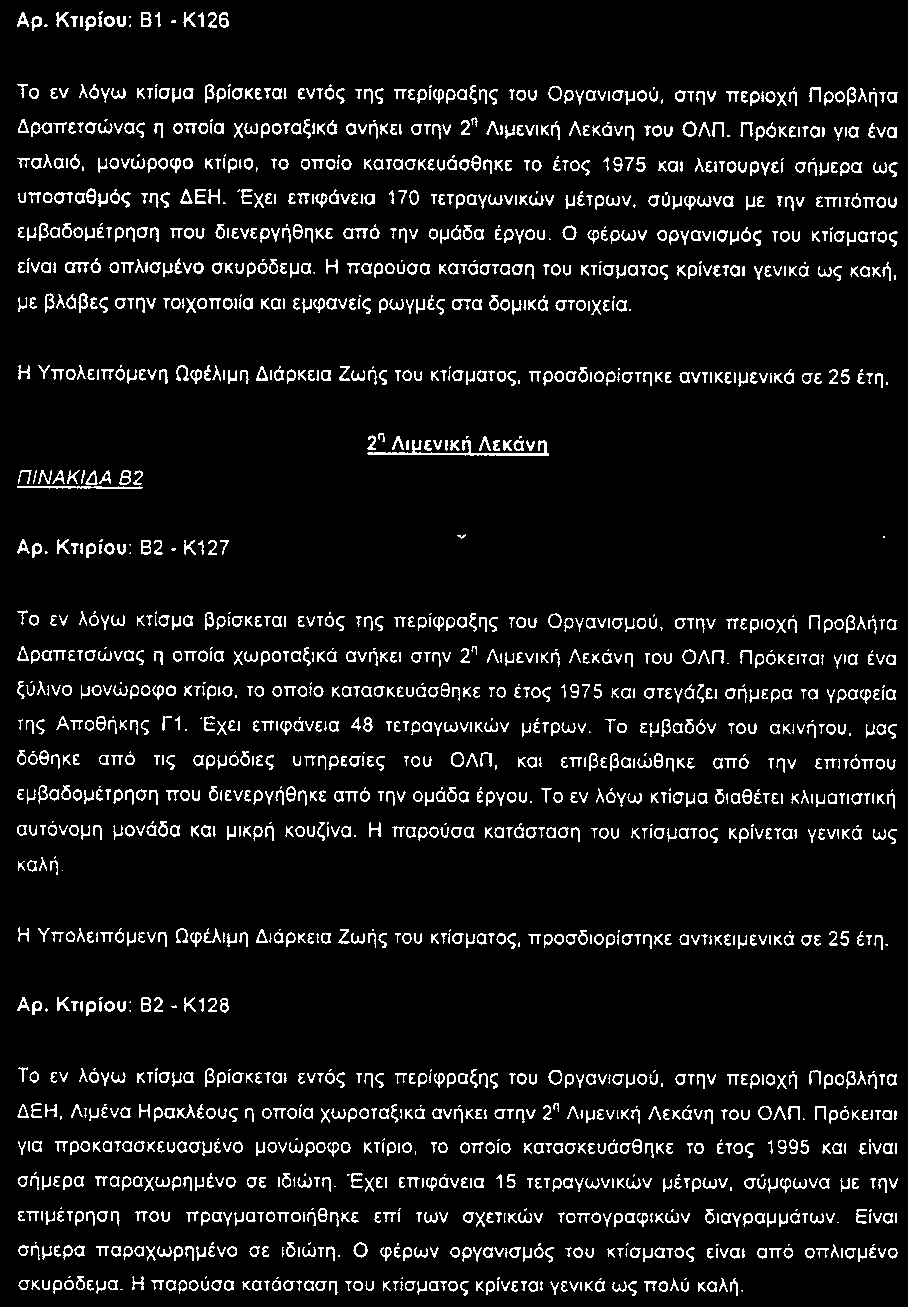 Αρ. Κτιρίου: Β1 - Κ126
Το εν λόγω κτίσμα βρίσκεται εντός της περίφραξης του Οργανισμού, στην περιοχή Προβλήτα
Δραπετσώνας η οποία χωροταξικά ανήκει στην 2η Λιμενική Λεκάνη του ΟΛΠ. Πρόκειται για ένα
παλαιό, μονώροφο κτίριο, το οποίο κατασκευάσθηκε το έτος 1975 και λειτουργεί σήμερα ως
υποσταθμός της ΔΕΗ. Έχει επιφάνεια 170 τετραγωνικών μέτρων, σύμφωνα με την επιτόπου
εμβαδομέτρηση που διενεργήθηκε από την ομάδα έργου. Ο φέρων οργανισμός του κτίσματος
είναι από οπλισμένο σκυρόδεμα. Η παρούσα κατάσταση του κτίσματος κρίνεται γενικά ως κακή,
με βλάβες στην τοιχοποιία και εμφανείς ρωγμές στα δομικά στοιχεία.
Η Υπολειπόμενη Ωφέλιμη Διάρκεια Ζωής του κτίσματος, προσδιορίστηκε αντικειμενικά σε 25 έτη.
2η Λιμενική Λεκάνη
ΠΙΝΑΚΙΔΑ Β2
Αρ. Κτιρίου: Β2 - Κ127
Το εν λόγω κτίσμα βρίσκεται εντός της περίφραξης του Οργανισμού, στην περιοχή Προβλήτα
Δραπετσώνας η οποία χωροταξικά ανήκει στην 2η Λιμενική Λεκάνη του ΟΛΠ. Πρόκειται για ένα
ξύλινο μονώροφο κτίριο, το οποίο κατασκευάσθηκε το έτος 1975 και στεγάζει σήμερα τα γραφεία
της Αποθήκης Γ1. Έχει επιφάνεια 48 τετραγωνικών μέτρων. Το εμβαδόν του ακινήτου, μας
δόθηκε από τις αρμόδιες υπηρεσίες του ΟΛΠ, και επιβεβαιώθηκε από την επιτόπου
εμβαδομέτρηση που διενεργήθηκε από την ομάδα έργου. Το εν λόγω κτίσμα διαθέτει κλιματιστική
αυτόνομη μονάδα και μικρή κουζίνα. Η παρούσα κατάσταση του κτίσματος κρίνεται γενικά ως
καλή.
Η Υπολειπόμενη Ωφέλιμη Διάρκεια Ζωής του κτίσματος, προσδιορίστηκε αντικειμενικά σε 25 έτη.
Αρ. Κτιρίου: Β2 - Κ128
Το εν λόγω κτίσμα βρίσκεται εντός της περίφραξης του Οργανισμού, στην περιοχή Προβλήτα
ΔΕΗ, Λιμένα Ηρακλέους η οποία χωροταξικά ανήκει στην 2η Λιμενική Λεκάνη του ΟΛΠ. Πρόκειται
για προκατασκευασμένο μονώροφο κτίριο, το οποίο κατασκευάσθηκε το έτος 1995 και είναι
σήμερα παραχωρημένο σε ιδιώτη. Έχει επιφάνεια 15 τετραγωνικών μέτρων, σύμφωνα με την
επιμέτρηση που πραγματοποιήθηκε επί των σχετικών τοπογραφικών διαγραμμάτων. Είναι
σήμερα παραχωρημένο σε ιδιώτη. Ο φέρων οργανισμός του κτίσματος είναι από οπλισμένο
σκυρόδεμα. Η παρούσα κατάσταση του κτίσματος κρίνεται γενικά ως πολύ καλή.